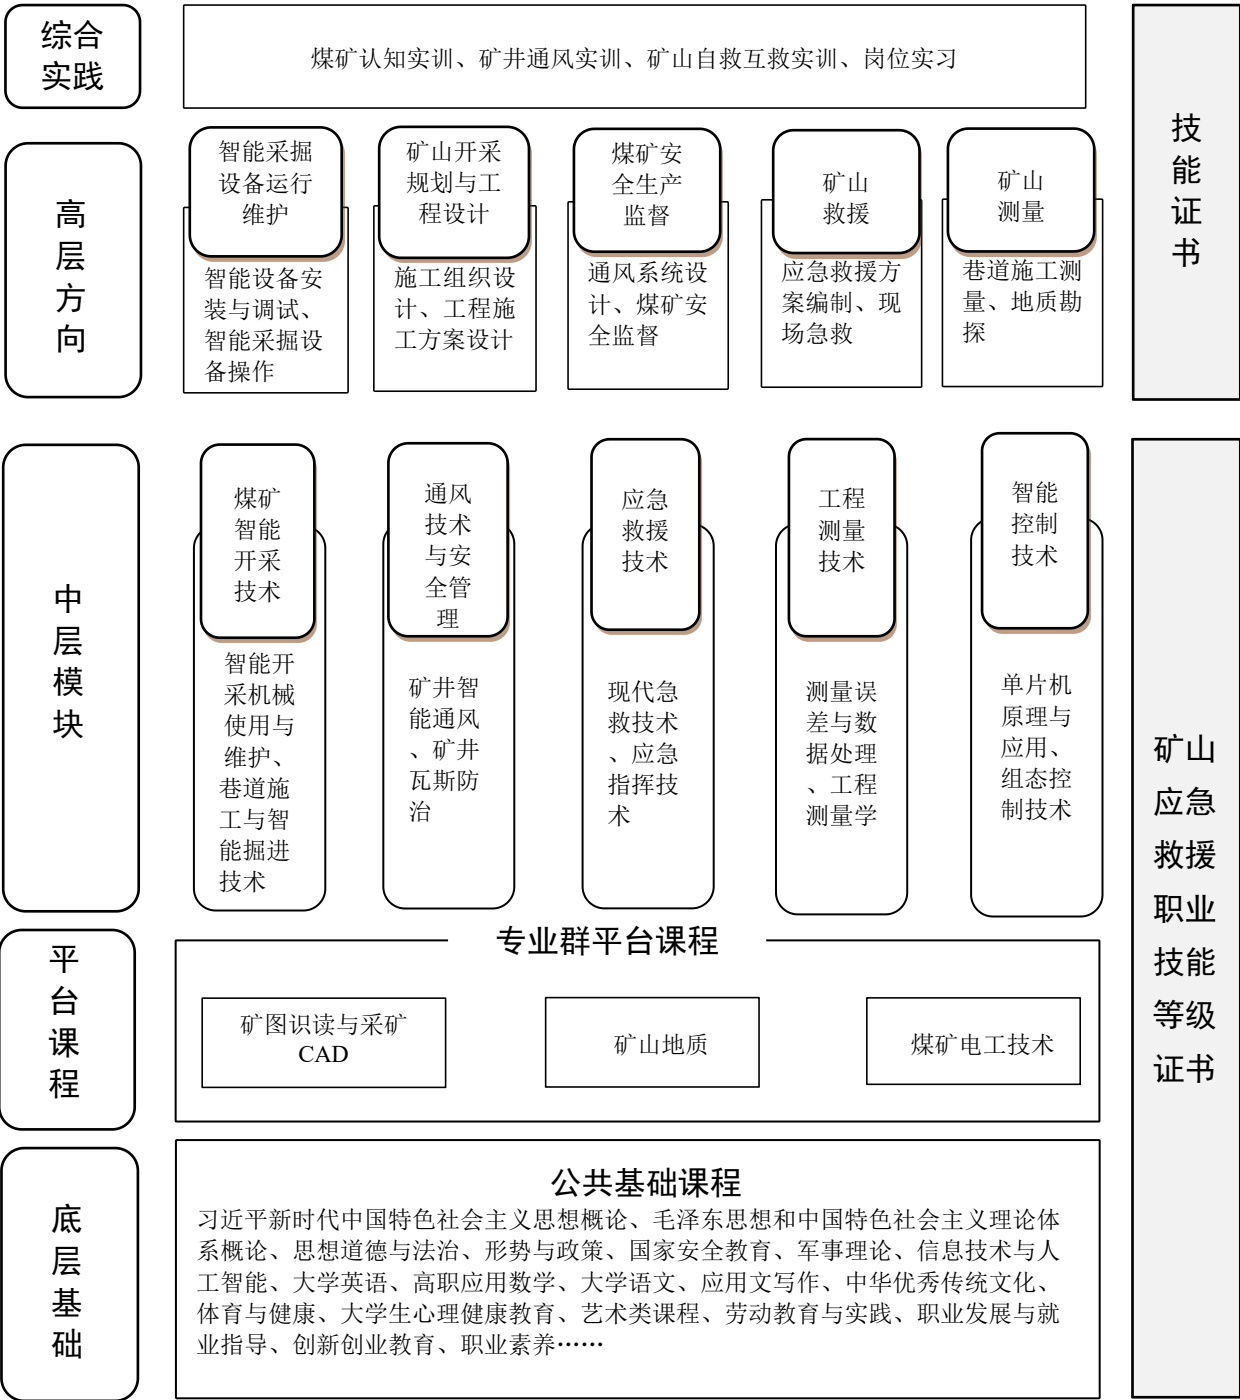 综合
实践
煤矿认知实训、矿井通风实训、矿山自救互救实训、岗位实习
技
能
证
书
高
层
方
向
智能采掘
设备运行
维护
智能设备安
装与调试、
智能采掘设
备操作
矿山开采
规划与工
程设计
施工组织设
计、工程施
工方案设计
煤矿安
全生产
监督
通风系统设
计、煤矿安
全监督
矿山
救援
应急救援方
案编制、现
场急救
矿山
测量
巷道施工测
量、地质勘
探
中
层
模
块
煤矿
智能
开采
技术
智能开
采机械
使用与
维护、
巷道施
工与智
能掘进
技术
通风
技术
与安
全管
理
矿井智
能通风
、矿井
瓦斯防
治
应急
救援
技术
现代急
救技术
、应急
指挥技
术
工程
测量
技术
测量误
差与数
据处理
、工程
测量学
智能
控制
技术
单片机
原理与
应用、
组态控
制技术
矿山
应急
救援
职业
技能
等级
证书
平
台
课
程
专业群平台课程
矿图识读与采矿
CAD
矿山地质
煤矿电工技术
底
层
基
础
公共基础课程
习近平新时代中国特色社会主义思想概论、毛泽东思想和中国特色社会主义理论体
系概论、思想道德与法治、形势与政策、国家安全教育、军事理论、信息技术与人
工智能、大学英语、高职应用数学、大学语文、应用文写作、中华优秀传统文化、
体育与健康、大学生心理健康教育、艺术类课程、劳动教育与实践、职业发展与就
业指导、创新创业教育、职业素养……